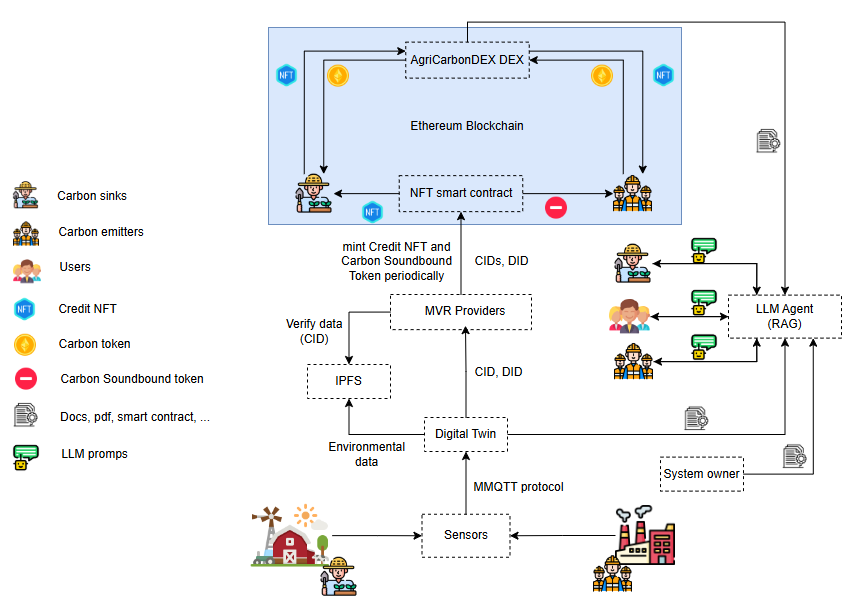 AgriCarbonDEX DEX
NFT
NFT
Ethereum Blockchain
NFT smart contract
NFT
Carbon sinks
Carbon emitters
Users
NFT
Credit NFT
Carbon token
Carbon Soundbound token
Docs, pdf, smart contract, ...
LLM promps
mint Credit NFT and
Carbon Soundbound
Token periodically
CIDs, DID
MVR Providers
LLM Agent
(RAG)
Verify data
(CID)
IPFS
CID, DID
Digital Twin
Environmental
data
System owner
MMQTT protocol
Sensors